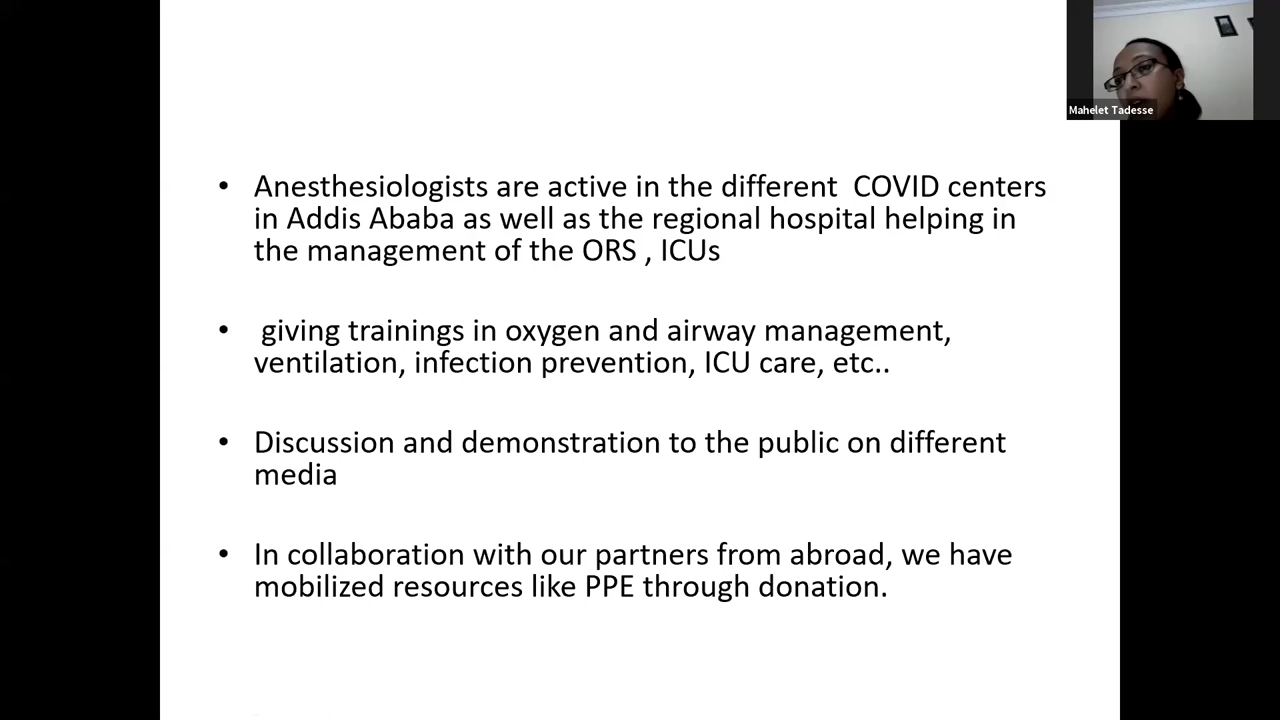 Mahelet Tadesse
• Anesthesiologists are active in the different  COVID centers
in Addis Ababa as well as the regional hospital helping in
the management of the ORS , ICUs
•  giving trainings in oxygen and airway management,
ventilation, infection prevention, ICU care, etc..
• Discussion and demonstration to the public on different
media
• In collaboration with our partners from abroad, we have
mobilized resources like PPE through donation.